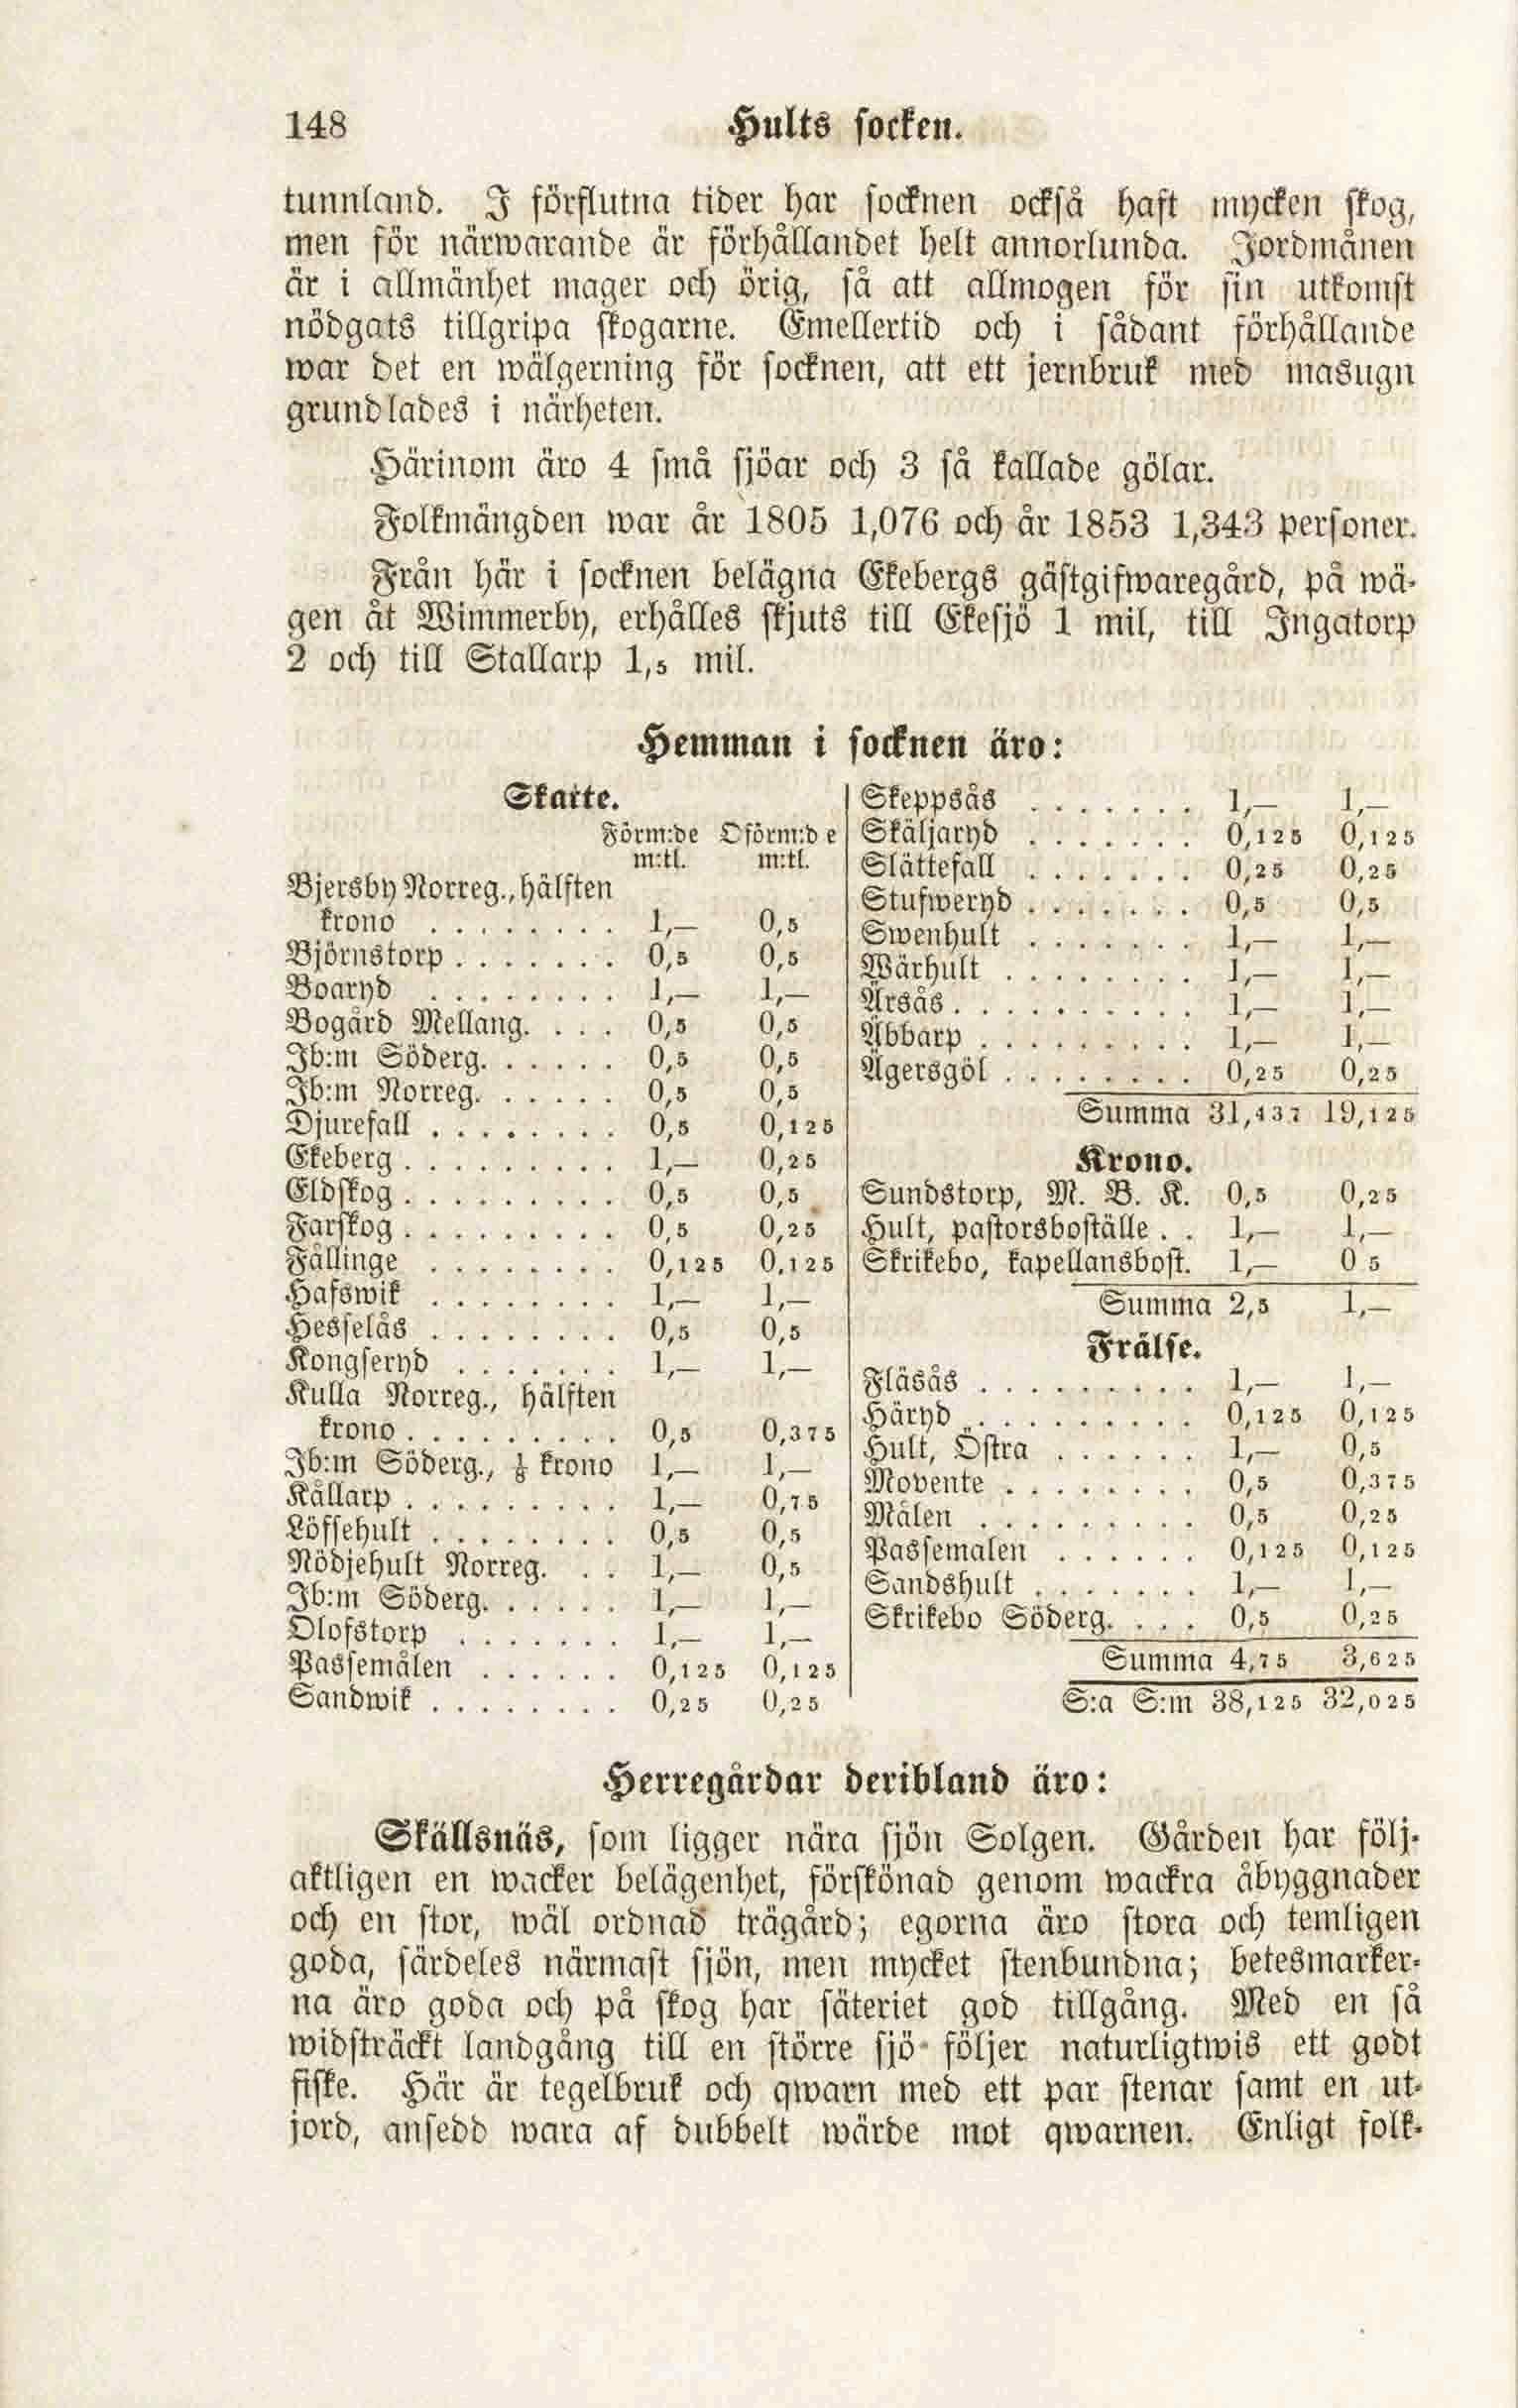 148 Hults socken.
tunnland. I förflutna tider har socknen också haft mycken skog,
men för närwarande är förhållandet helt annorlunda. Jordmånen
är i allmänhet mager och örig, så att allmogen för sin utkomst
nödgats tillgripa skogarne. Emellertid och i sådant förhållande
war det en wälgerning för socknen, att ett jernbruk med masugn
grundlades i närheten.
Härinom äro 4 små sjöar och 3 så kallade gölar.
Folkmängden war år 1805 1,076 och år 1853 1,343 personer.
Från här i socknen belägna Ekebergs gästgifwaregård, på wä-
gen åt Wimmerby, erhålles skjuts till Ekesjö 1 mil, till Ingatorp
2 och till Stallarp 1,5 mil.
Hemman i socknen äro:
Skatte.
Förm:de Oförm:de
m:tl. m:tl.
Bjersby Norreg., hälften
krono . . . . . . . . 1,— 0,5
Björnstorp . . . . . . . 0,5 0,5
Boaryd . . . . . . . . 1,— 1,—
Bogård Mellang. . . . 0,5 0,5
Ib:m Söderg. . . . . . 0,5 0,5
Ib:m Norreg. . . . . . 0,5 0,5
Djurefall . . . . . . . . 0,5 0,125
Ekeberg . . . . . . . . . 1,— 0,25
Eldskog . . . . . . . . . 0,5 0,5
Farskog . . . . . . . . . 0,5 0,25
Fållinge . . . . . . . . 0,125 0,125
Hafswik . . . . . . . . 1,— 1,—
Hesselås . . . . . . . . 0,5 0,5
Kongseryd . . . . . . . 1,— 1,—
Kulla Norreg., hälften
krono . . . . . . . . . 0,5 0,375
Ib:m Söderg., ½ krono 1,— 1,—
Kållarp . . . . . . . . . 1,— 0,75
Löfsehult . . . . . . . . 0,5 0,5
Nödjehult Norreg. . . . 1,— 0,5
Ib:m Söderg. . . . . . 1,— 1,—
Olofstorp . . . . . . . 1,— 1,—
Passemålen . . . . . . 0,125 0,125
Sandwik . . . . . . . . 0,25 0,25
Skeppsås . . . . . . . 1,— 1,—
Skäljaryd . . . . . . . 0,125 0,125
Slättefall . . . . . . . 0,25 0,25
Stufweryd . . . . . . . 0,5 0,5
Swenhult . . . . . . . 1,— 1,—
Wärhult . . . . . . . . 1,— 1,—
Ärsås . . . . . . . . . . 1,— 1,—
Äbbarp . . . . . . . . . 1,— 1,—
Ägersgöl . . . . . . . . 0,25 0,25
Summa 31,437 19,125
Krono.
Sundstorp, M. B. K. 0,5 0,25
Hult, pastorsboställe . . 1,— 1,—
Skrikebo, kapellansbost. 1,— 0 5
Summa 2,5 1,—
Frälse.
Fläsås . . . . . . . . . 1,— 1,—
Häryd . . . . . . . . . 0,125 0,125
Hult, Östra . . . . . . 1,— 0,5
Movente . . . . . . . . 0,5 0,375
Målen . . . . . . . . . 0,5 0,25
Passemalen . . . . . . 0,125 0,125
Sandshult . . . . . . . 1,— 1,—
Skrikebo Söderg. . . . 0,5 0,25
Summa 4,75 3,625
S:a S:m 38,125 32,025
Herregårdar deribland äro:
Skällsnäs, som ligger nära sjön Solgen. Gården har följ-
aktligen en wacker belägenhet, förskönad genom wackra åbyggnader
och en stor, wäl ordnad trägård; egorna äro stora och temligen
goda, särdeles närmast sjön, men mycket stenbundna; betesmarker-
na äro goda och på skog har säteriet god tillgång. Med en så
widsträckt landgång till en större sjö följer naturligtwis ett godt
fiske. Här är tegelbruk och qwarn med ett par stenar samt en ut-
jord, ansedd wara af dubbelt wärde mot qwarnen. Enligt folk-